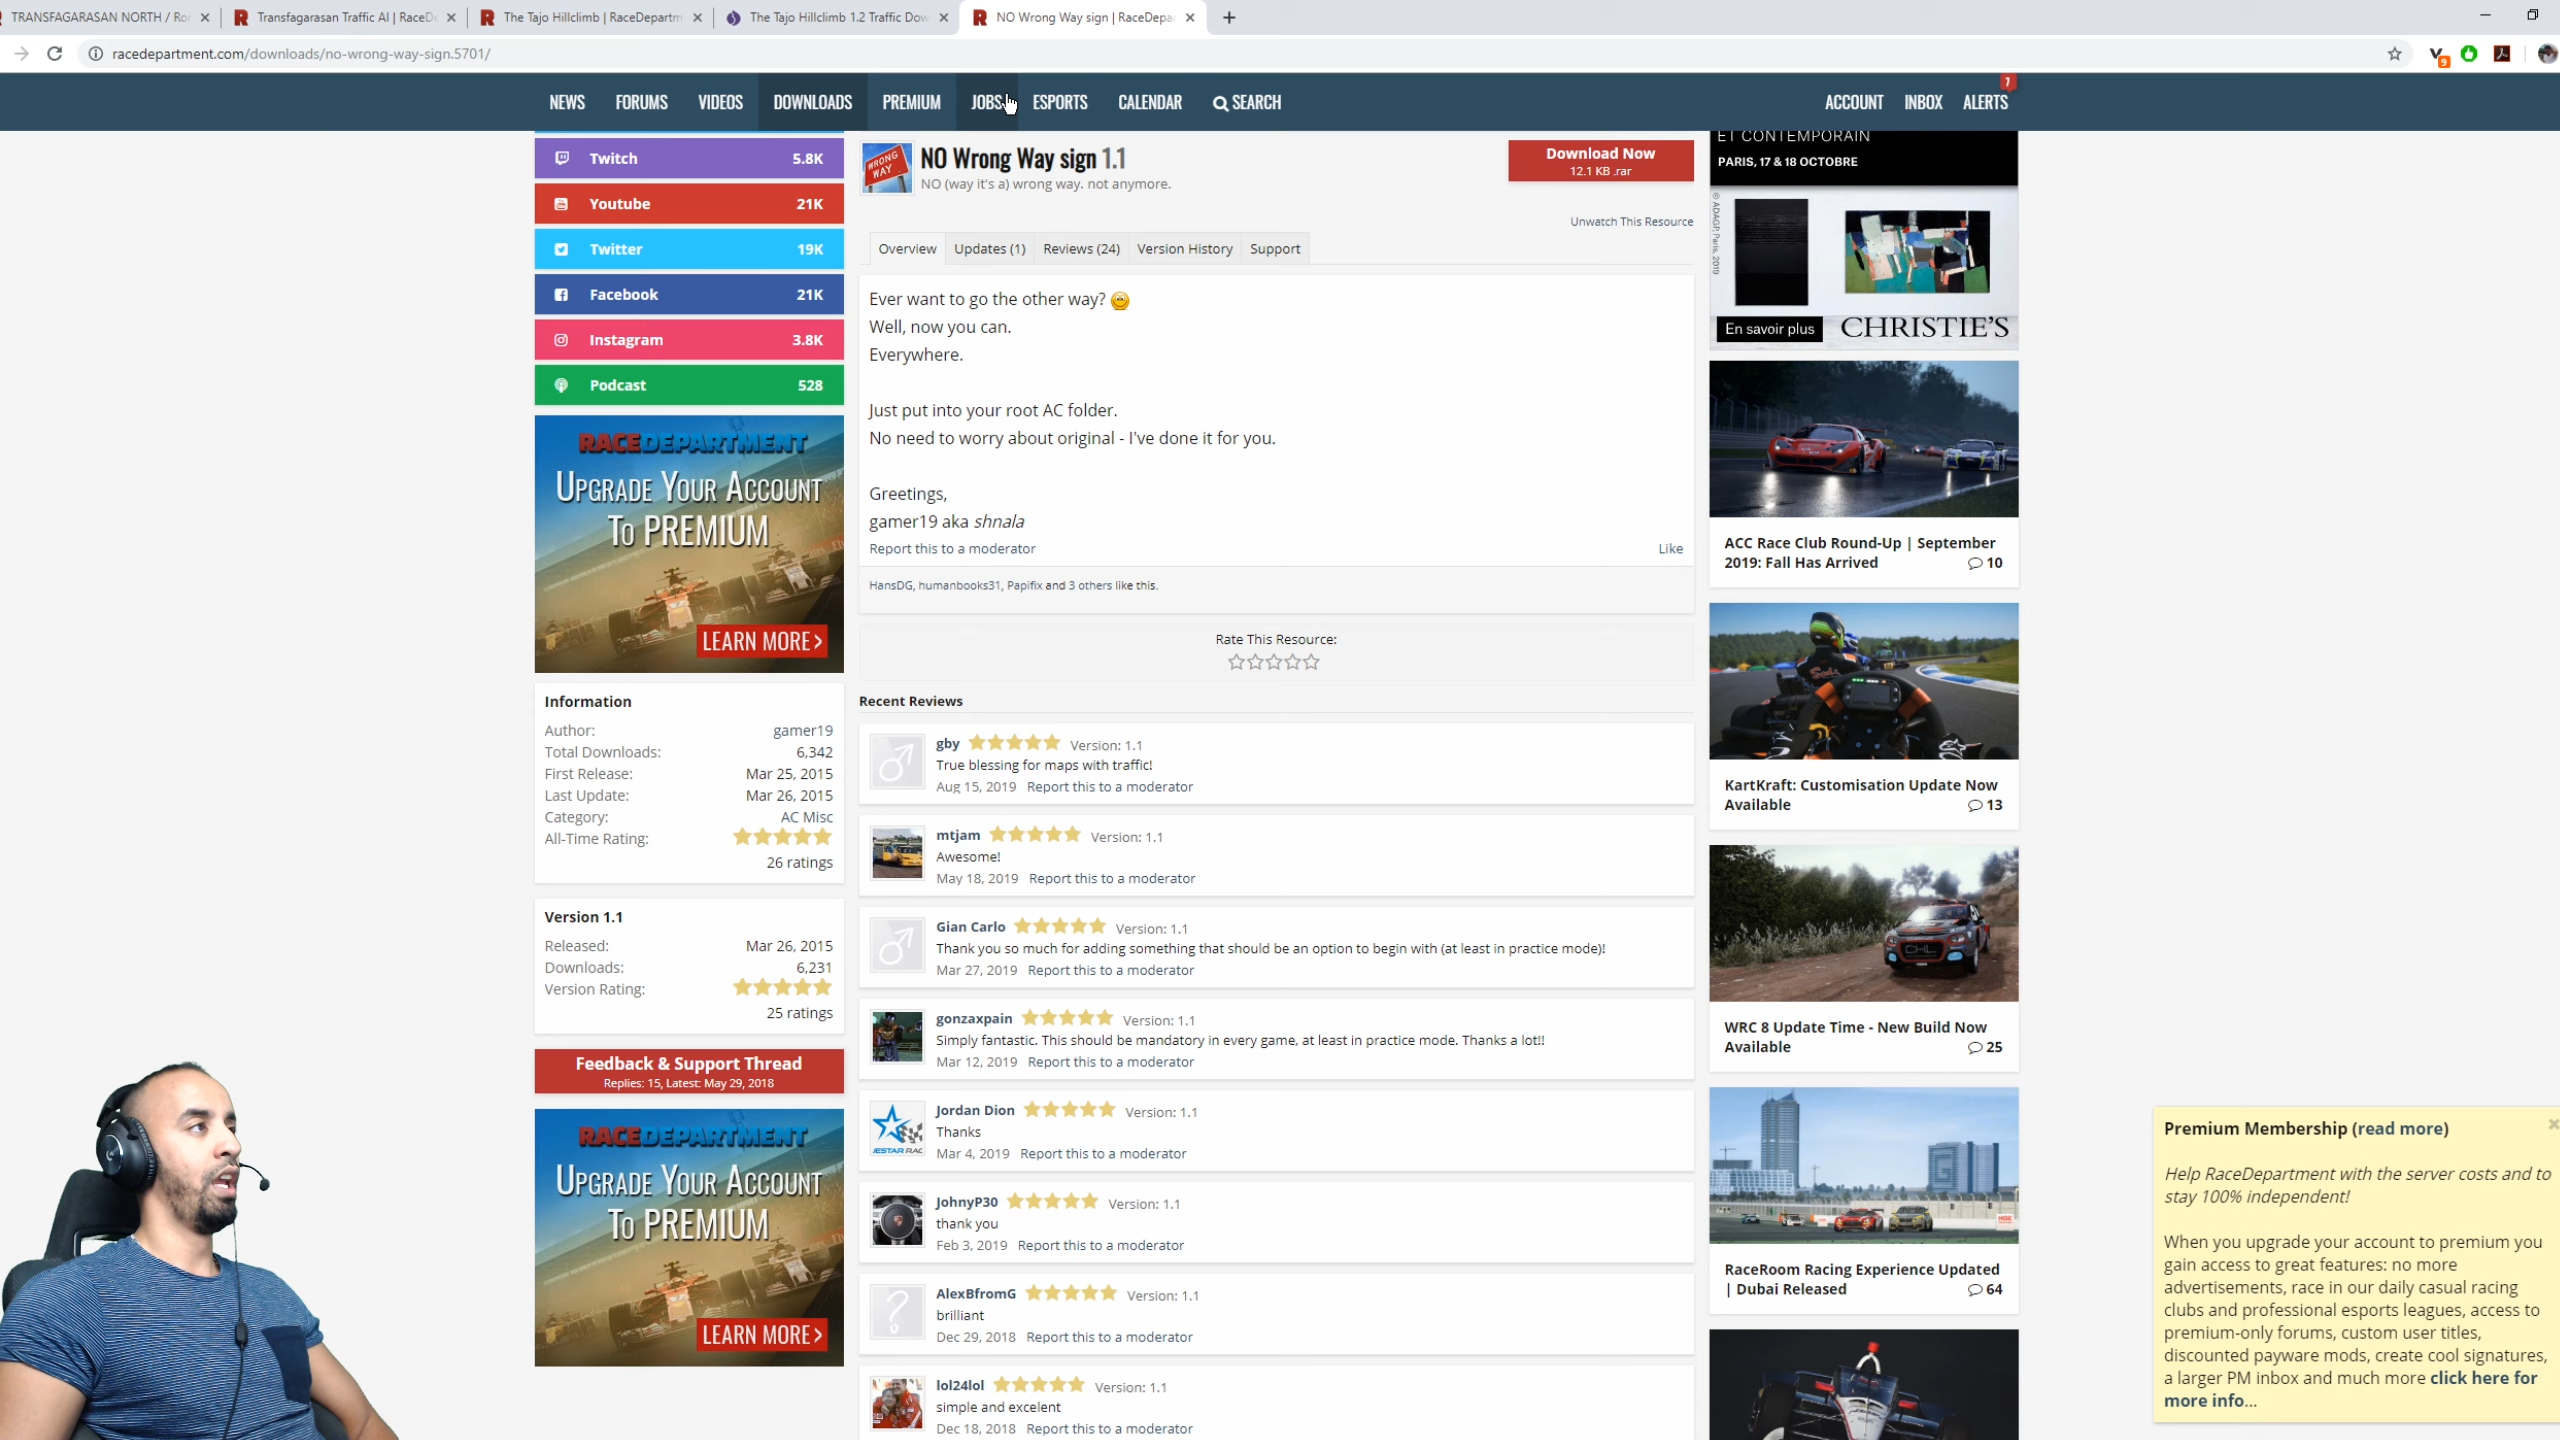 TRANSFAGARASAN NORTH / Ro
Transfagarasan Traffic AI | RaceD
The Tajo Hillclimb | RaceDepartm
The Tajo Hillclimb 1.2 Traffic Dow
NO Wrong Way sign | RaceDepa
racedepartment.com/downloads/no-wrong-way-sign.5701/
9
NEWS FORUMS VIDEOS DOWNLOADS PREMIUM JOBS ESPORTS CALENDAR SEARCH
ACCOUNT INBOX ALERTS
7
Twitch 5.8K
Youtube 21K
Twitter 19K
Facebook 21K
Instagram 3.8K
Podcast 528
RACEDEPARTMENT
UPGRADE YOUR ACCOUNT
TO PREMIUM
LEARN MORE>
Information
Author: gamer19
Total Downloads: 6,342
First Release: Mar 25, 2015
Last Update: Mar 26, 2015
Category: AC Misc
All-Time Rating:
26 ratings
Version 1.1
Released: Mar 26, 2015
Downloads: 6,231
Version Rating:
25 ratings
Feedback & Support Thread
Replies: 15, Latest: May 29, 2018
RACEDEPARTMENT
UPGRADE YOUR ACCOUNT
TO PREMIUM
LEARN MORE>
WRONG
WAY
NO Wrong Way sign 1.1
NO (way it's a) wrong way. not anymore.
Download Now
12.1 KB .rar
Unwatch This Resource
Overview Updates (1) Reviews (24) Version History Support
Ever want to go the other way?
Well, now you can.
Everywhere.
Just put into your root AC folder.
No need to worry about original - I've done it for you.
Greetings,
gamer19 aka shnala
Report this to a moderator Like
HansDG, humanbooks31, Papifix and 3 others like this.
Rate This Resource:
Recent Reviews
gby Version: 1.1
True blessing for maps with traffic!
Aug 15, 2019 Report this to a moderator
mtjam Version: 1.1
Awesome!
May 18, 2019 Report this to a moderator
Gian Carlo Version: 1.1
Thank you so much for adding something that should be an option to begin with (at least in practice mode)!
Mar 27, 2019 Report this to a moderator
gonzaxpain Version: 1.1
Simply fantastic. This should be mandatory in every game, at least in practice mode. Thanks a lot!!
Mar 12, 2019 Report this to a moderator
JESTAR RAC
Jordan Dion Version: 1.1
Thanks
Mar 4, 2019 Report this to a moderator
JohnyP30 Version: 1.1
thank you
Feb 3, 2019 Report this to a moderator
AlexBfromG Version: 1.1
brilliant
Dec 29, 2018 Report this to a moderator
lol24lol Version: 1.1
simple and excelent
Dec 18, 2018 Report this to a moderator
ET CONTEMPORAIN
PARIS, 17 & 18 OCTOBRE
© ADAGP, Paris, 2019
En savoir plus CHRISTIE'S
ACC Race Club Round-Up | September
2019: Fall Has Arrived 10
KartKraft: Customisation Update Now
Available 13
WRC 8 Update Time - New Build Now
Available 25
RaceRoom Racing Experience Updated
| Dubai Released 64
Premium Membership (read more)
Help RaceDepartment with the server costs and to
stay 100% independent!
When you upgrade your account to premium you
gain access to great features: no more
advertisements, race in our daily casual racing
clubs and professional esports leagues, access to
premium-only forums, custom user titles,
discounted payware mods, create cool signatures,
a larger PM inbox and much more click here for
more info...